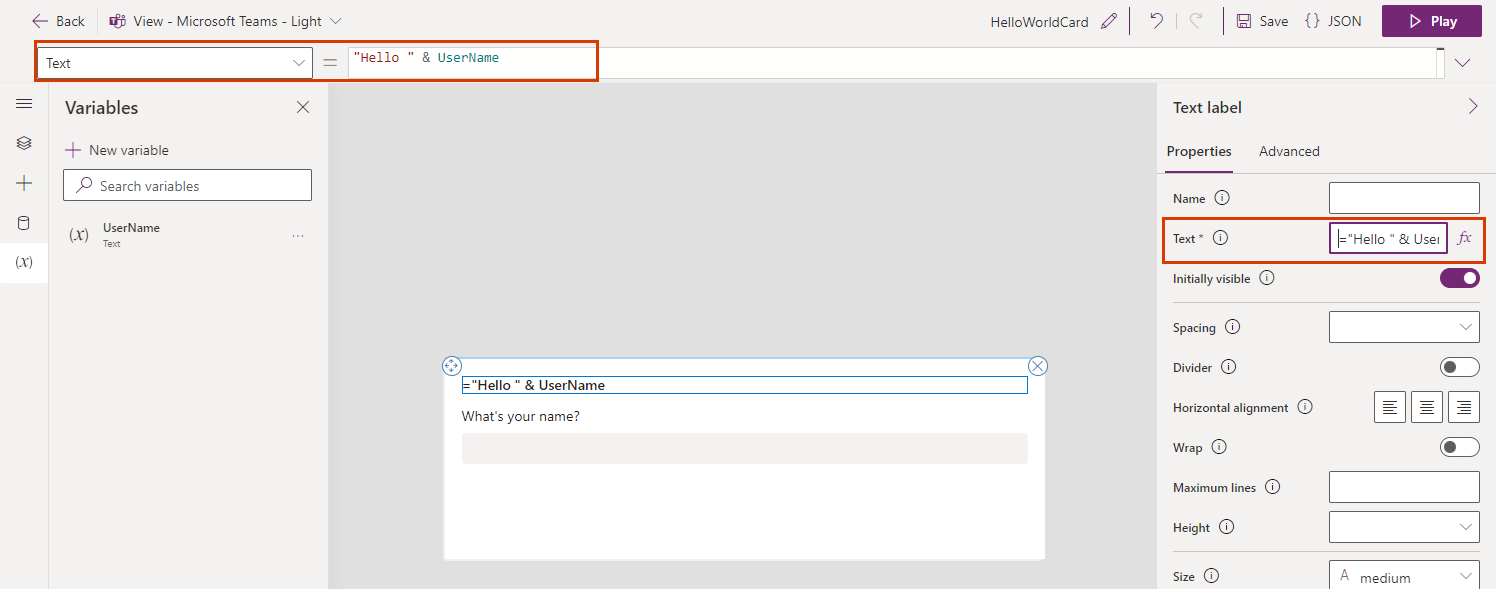 Back
View - Microsoft Teams - Light
HelloWorldCard
Save
{} JSON
Play
Text
=
"Hello " & UserName
Variables
New variable
Search variables
(x)
UserName
Text
...
(x)
="Hello " & UserName
What's your name?
Text label
Properties
Advanced
Name
Text *
="Hello " & User
fx
Initially visible
Spacing
Divider
Horizontal alignment
Wrap
Maximum lines
Height
Size
A medium